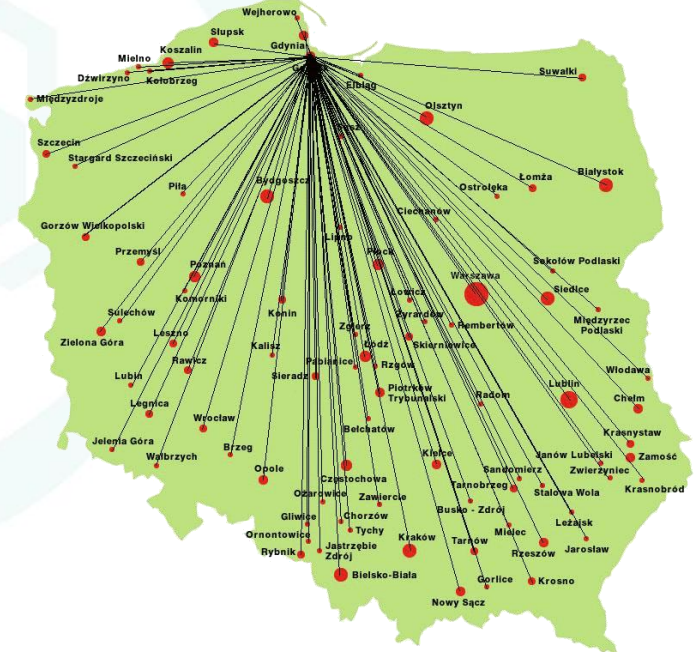 Wejherowo
Słupsk
Gdynia
Koszalin
Mielno
Suwałki
Dźwirzyno
Kołobrzeg
Elbląg
Międzyzdroje
Olsztyn
Szczecin
Stargard Szczeciński
Białystok
Łomża
Piła
Bydgoszcz
Ostrołęka
Ciechanów
Gorzów Wielkopolski
Lipno
Przemyśl
Płock
Sokołów Podlaski
Poznań
Warszawa
Siedlce
Komorniki
Łowicz
Sulechów
Konin
Żyrardów
Międzyrzec
Podlaski
Rembertów
Zgierz
Leszno
Skierniewice
Zielona Góra
Kalisz
Łódź
Pabianice
Rawicz
Rzgów
Sieradz
Włodawa
Lubin
Lublin
Piotrków
Trybunalski
Radom
Chełm
Legnica
Wrocław
Bełchatów
Krasnystaw
Jelenia Góra
Brzeg
Kielce
Janów Lubelski
Zamość
Wałbrzych
Opole
Sandomierz
Zwierzyniec
Częstochowa
Tarnobrzeg
Krasnobród
Ożarowice
Zawiercie
Stalowa Wola
Busko - Zdrój
Gliwice
Chorzów
Leżajsk
Tychy
Mielec
Ornontowice
Kraków
Tarnów
Jarosław
Rybnik
Jastrzębie
Zdrój
Rzeszów
Bielsko-Biała
Gorlice
Krosno
Nowy Sącz